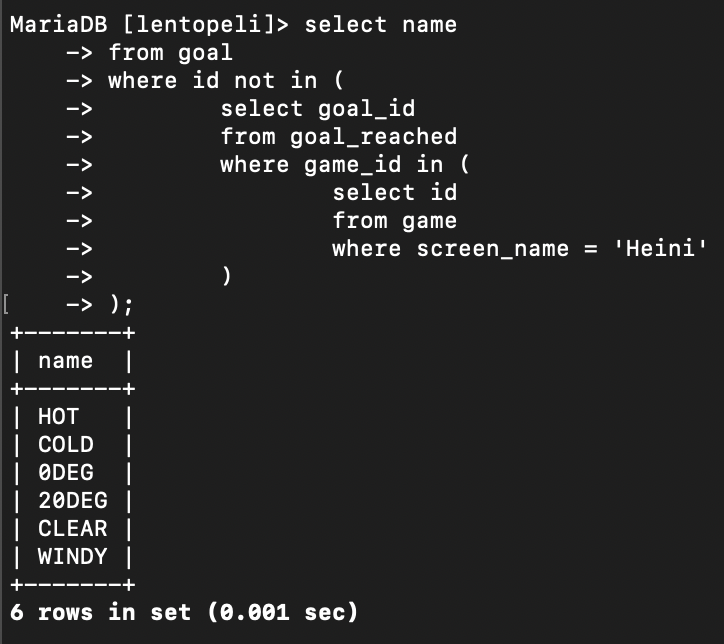 MariaDB [lentopeli]> select name
    -> from goal
    -> where id not in (
    ->         select goal_id
    ->         from goal_reached
    ->         where game_id in (
    ->                 select id
    ->                 from game
    ->                 where screen_name = 'Heini'
    ->         )
[    -> );
+-------+
| name  |
+-------+
| HOT   |
| COLD  |
| 0DEG  |
| 20DEG |
| CLEAR |
| WINDY |
+-------+
6 rows in set (0.001 sec)